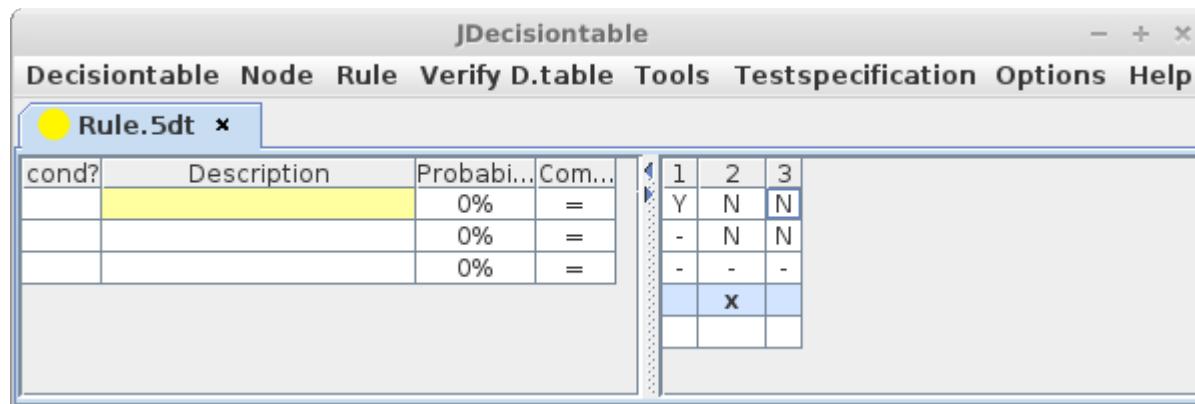 JDecisiontable − + ×
Decisiontable Node Rule Verify D.table Tools Testspecification Options Help
Rule.5dt ×
cond? Description Probabi... Com... 1 2 3
0% = Y N N
0% = - N N
0% = - - -
x